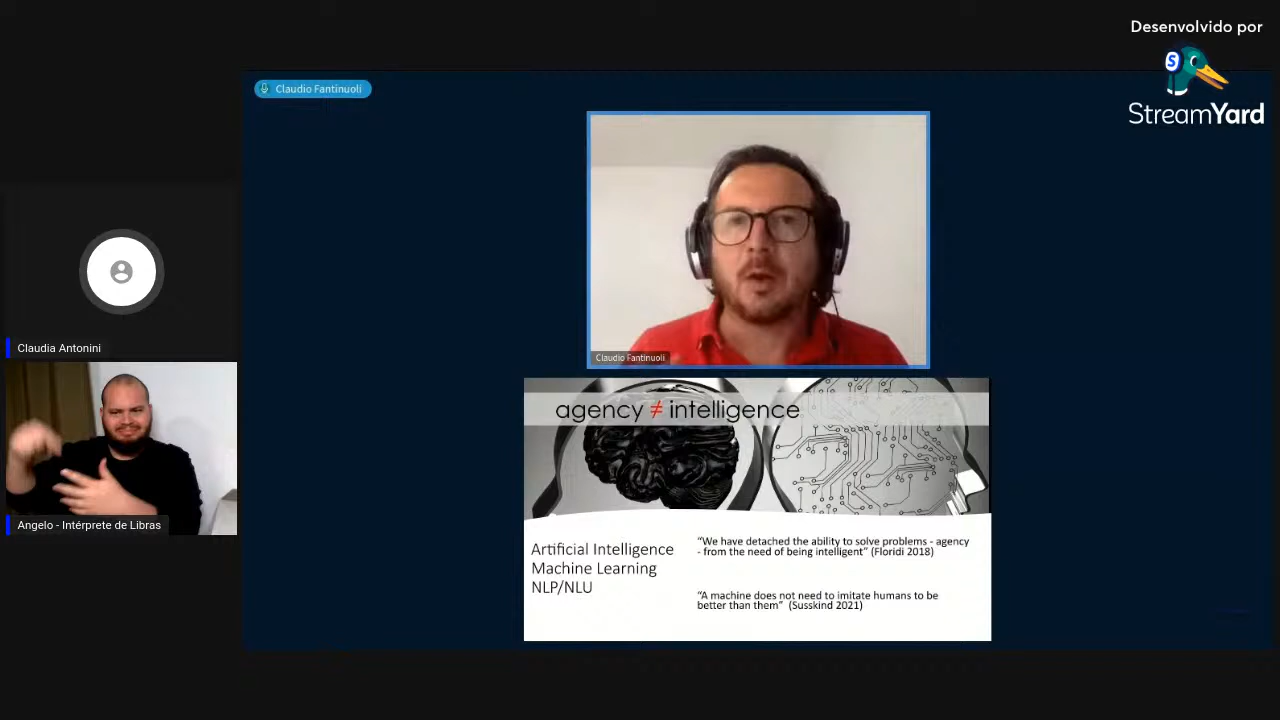 Desenvolvido por
StreamYard
Claudio Fantinuoli
Claudio Fantinuoli
Claudia Antonini
Angelo - Intérprete de Libras
agency ≠ intelligence
Artificial Intelligence
Machine Learning
NLP/NLU
“We have detached the ability to solve problems - agency
- from the need of being intelligent” (Floridi 2018)
“A machine does not need to imitate humans to be
better than them”  (Susskind 2021)